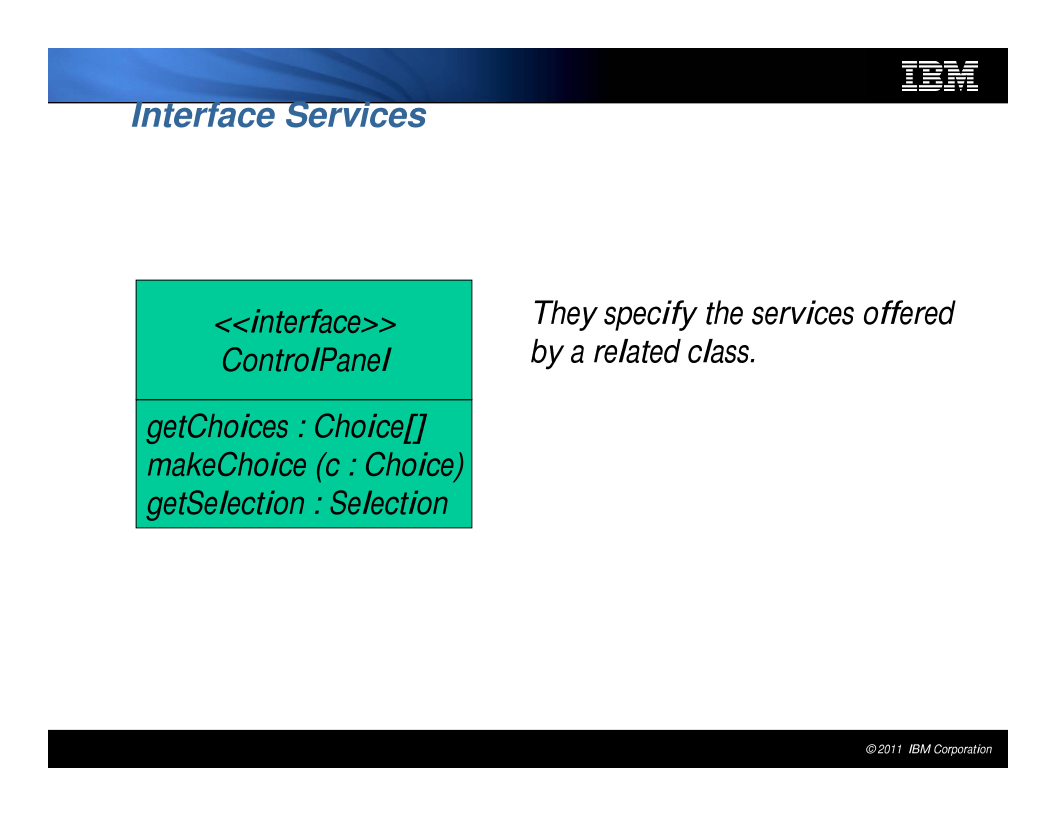 IBM
Interface Services
<<interface>>
ControlPanel
getChoices : Choice[]
makeChoice (c : Choice)
getSelection : Selection
They specify the services offered
by a related class.
© 2011 IBM Corporation